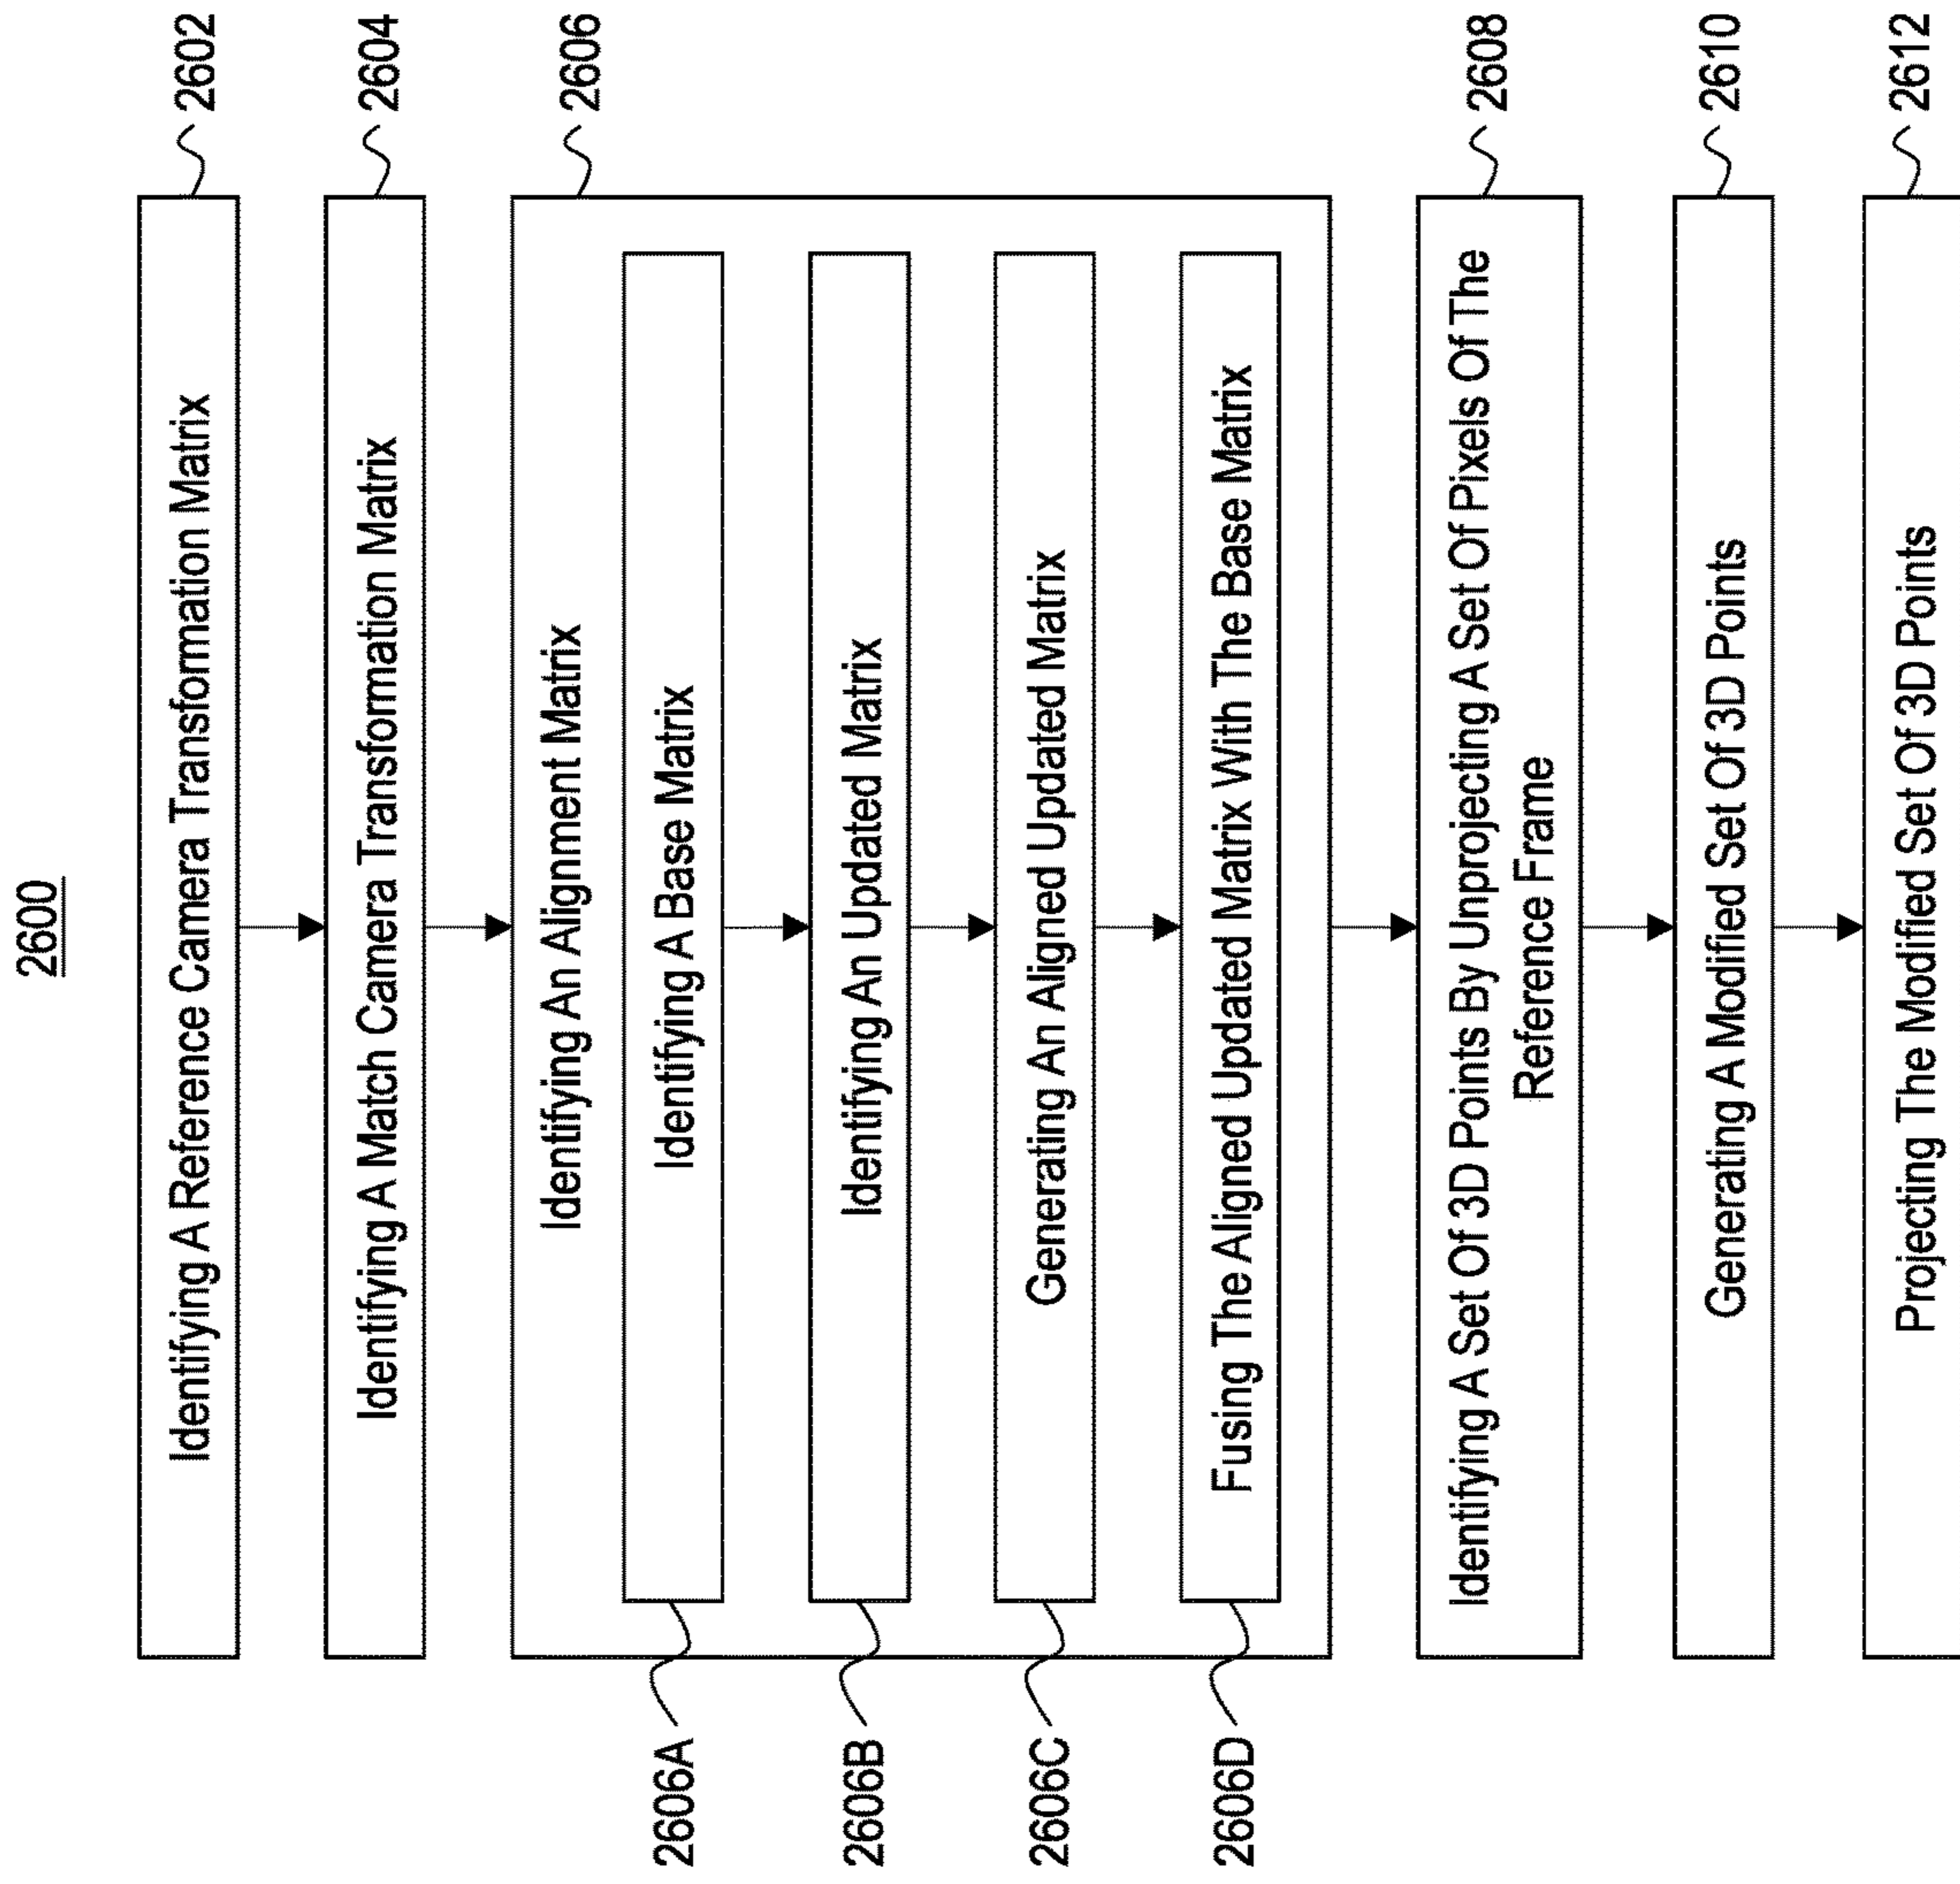 2600
Identifying A Reference Camera Transformation Matrix
2602
Identifying A Match Camera Transformation Matrix
2604
Identifying An Alignment Matrix
2606
Identifying A Base Matrix
2606A
Identifying An Updated Matrix
2606B
Generating An Aligned Updated Matrix
2606C
Fusing The Aligned Updated Matrix With The Base Matrix
2606D
Identifying A Set Of 3D Points By Unprojecting A Set Of Pixels Of The
Reference Frame
2608
Generating A Modified Set Of 3D Points
2610
Projecting The Modified Set Of 3D Points
2612